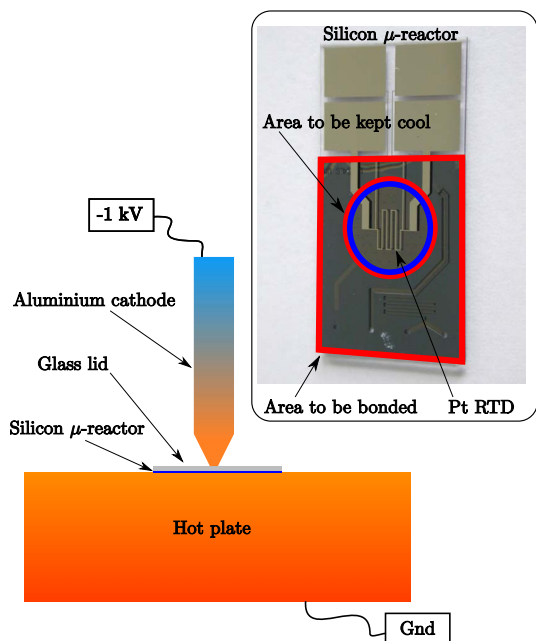 Silicon μ-reactor
Area to be kept cool
-1 kV
Aluminium cathode
Glass lid
Area to be bonded
Pt RTD
Silicon μ-reactor
Hot plate
Gnd